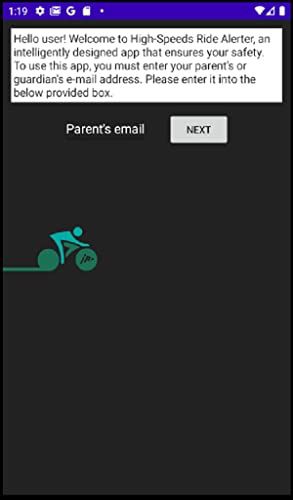 1:19
Hello user! Welcome to High-Speeds Ride Alerter, an
intelligently designed app that ensures your safety.
To use this app, you must enter your parent's or
guardian's e-mail address. Please enter it into the
below provided box.
Parent's email NEXT